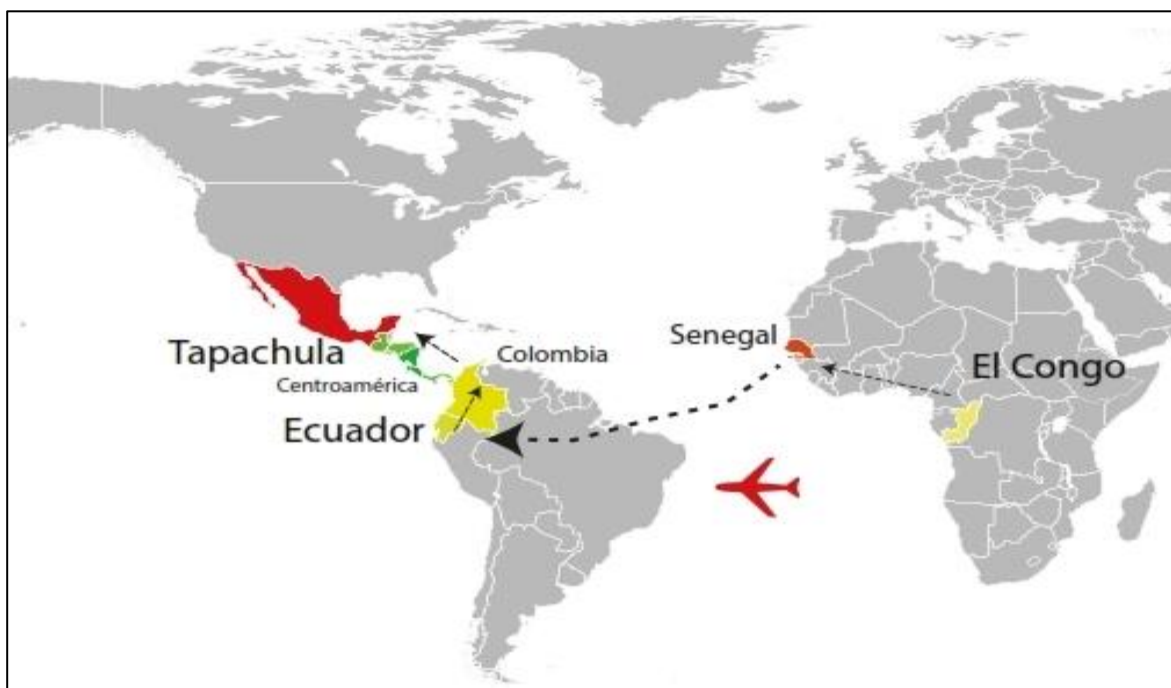 Senegal
El Congo
Tapachula
Colombia
Centroamérica
Ecuador